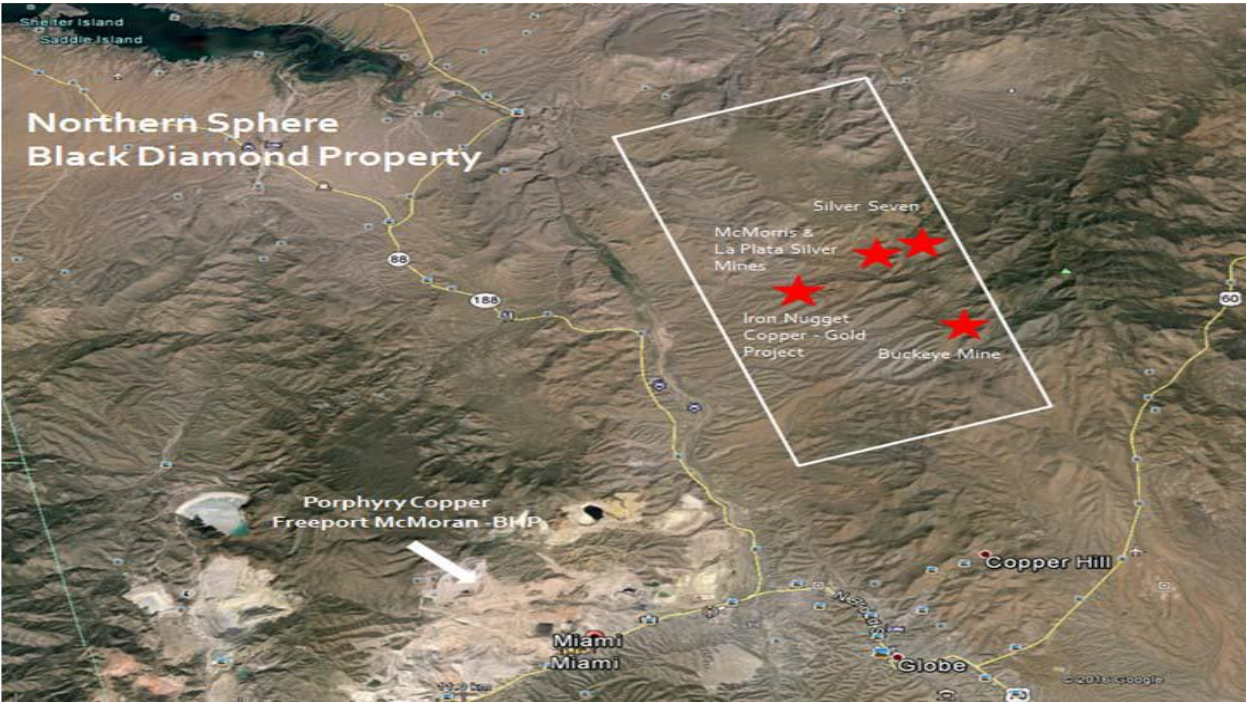 Shelter Island
Saddle Island
Northern Sphere
Black Diamond Property
Silver Seven
McMorris &
La Plata Silver
Mines
88
188
60
Iron Nugget
Copper - Gold
Project
Buckeye Mine
Porphyry Copper
Freeport McMoran -BHP
Copper Hill
Miami
Miami
Globe
© 2016 Google